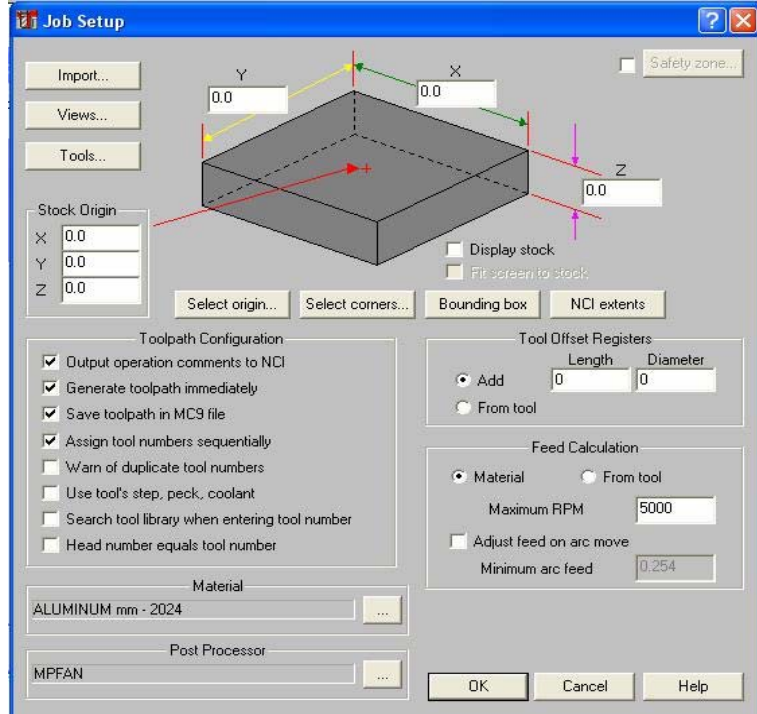 Job Setup
Import...
Views...
Tools...
Y
0.0
X
0.0
Safety zone...
Z
0.0
Stock Origin
X 0.0
Y 0.0
Z 0.0
Display stock
Fit screen to stock
Select origin... Select corners... Bounding box NCI extents
Toolpath Configuration
Output operation comments to NCI
Generate toolpath immediately
Save toolpath in MC9 file
Assign tool numbers sequentially
Warn of duplicate tool numbers
Use tool's step, peck, coolant
Search tool library when entering tool number
Head number equals tool number
Tool Offset Registers
Length Diameter
Add 0 0
From tool
Feed Calculation
Material From tool
Maximum RPM 5000
Adjust feed on arc move
Minimum arc feed 0.254
Material
ALUMINUM mm - 2024 ...
Post Processor
MPFAN ...
OK Cancel Help